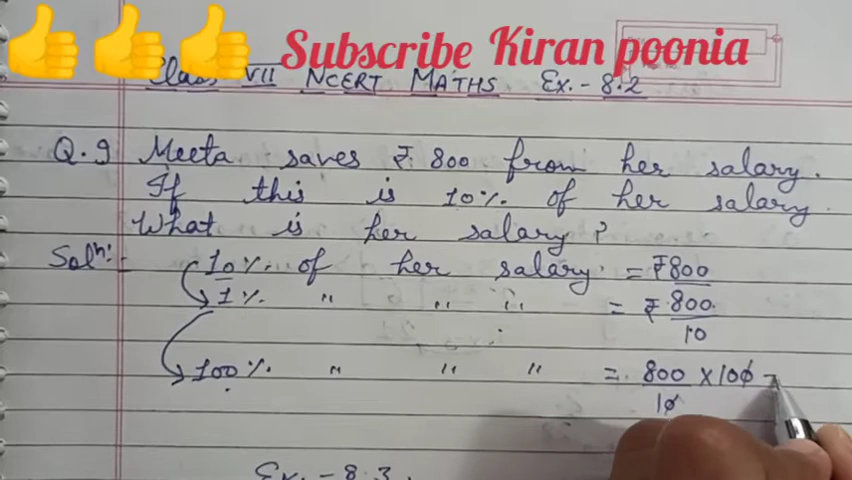 Subscribe Kiran poonia
Class VII NCERT MATHS Ex.- 8.2
Q.9 Meeta saves ₹ 800 from her salary.
If this is 10% of her salary.
What is her salary?
Solⁿ:- 10% of her salary = ₹800
1% " " " = ₹ 800
10
100% " " " = 800 × 100 -
10
Ex.- 8.3.